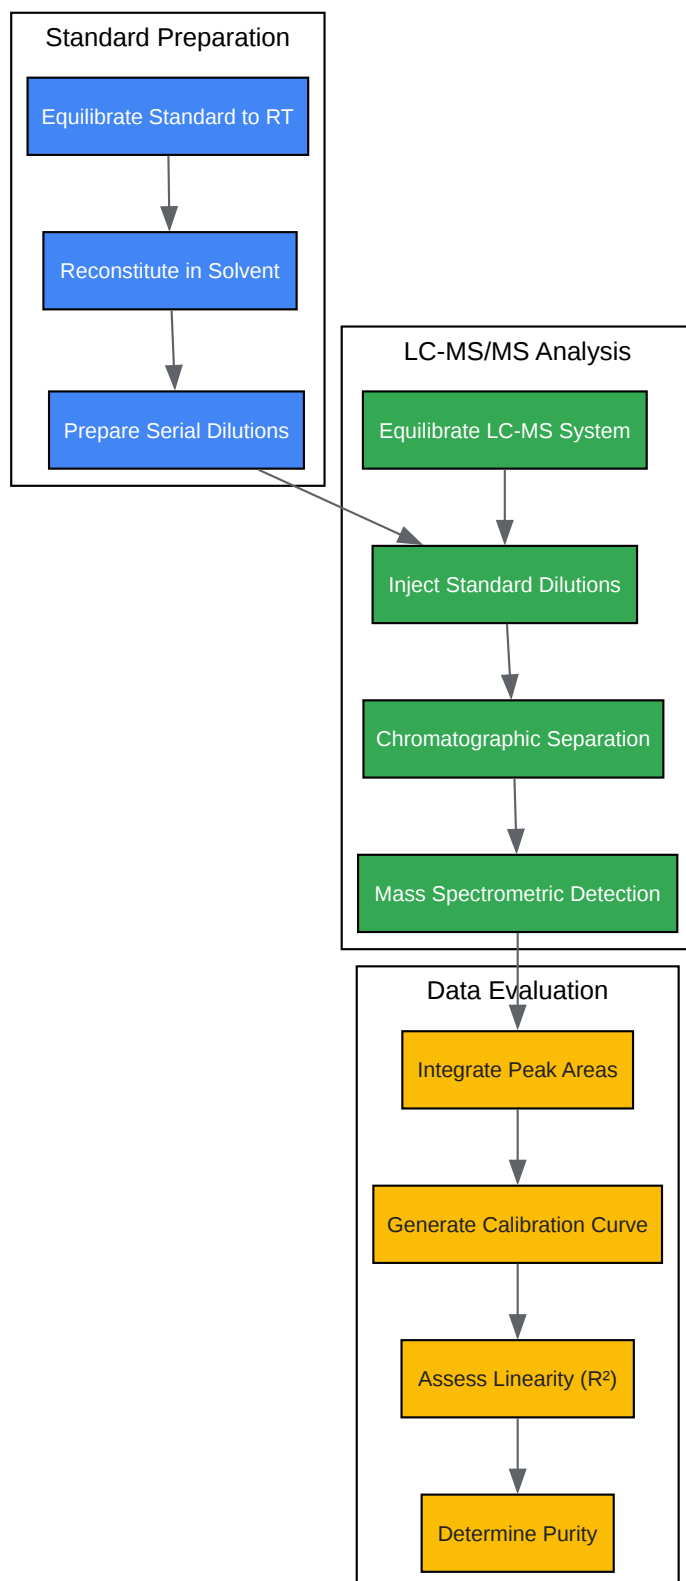 Standard Preparation
Equilibrate Standard to RT
Reconstitute in Solvent
Prepare Serial Dilutions
LC-MS/MS Analysis
Equilibrate LC-MS System
Inject Standard Dilutions
Chromatographic Separation
Mass Spectrometric Detection
Data Evaluation
Integrate Peak Areas
Generate Calibration Curve
Assess Linearity (R²)
Determine Purity